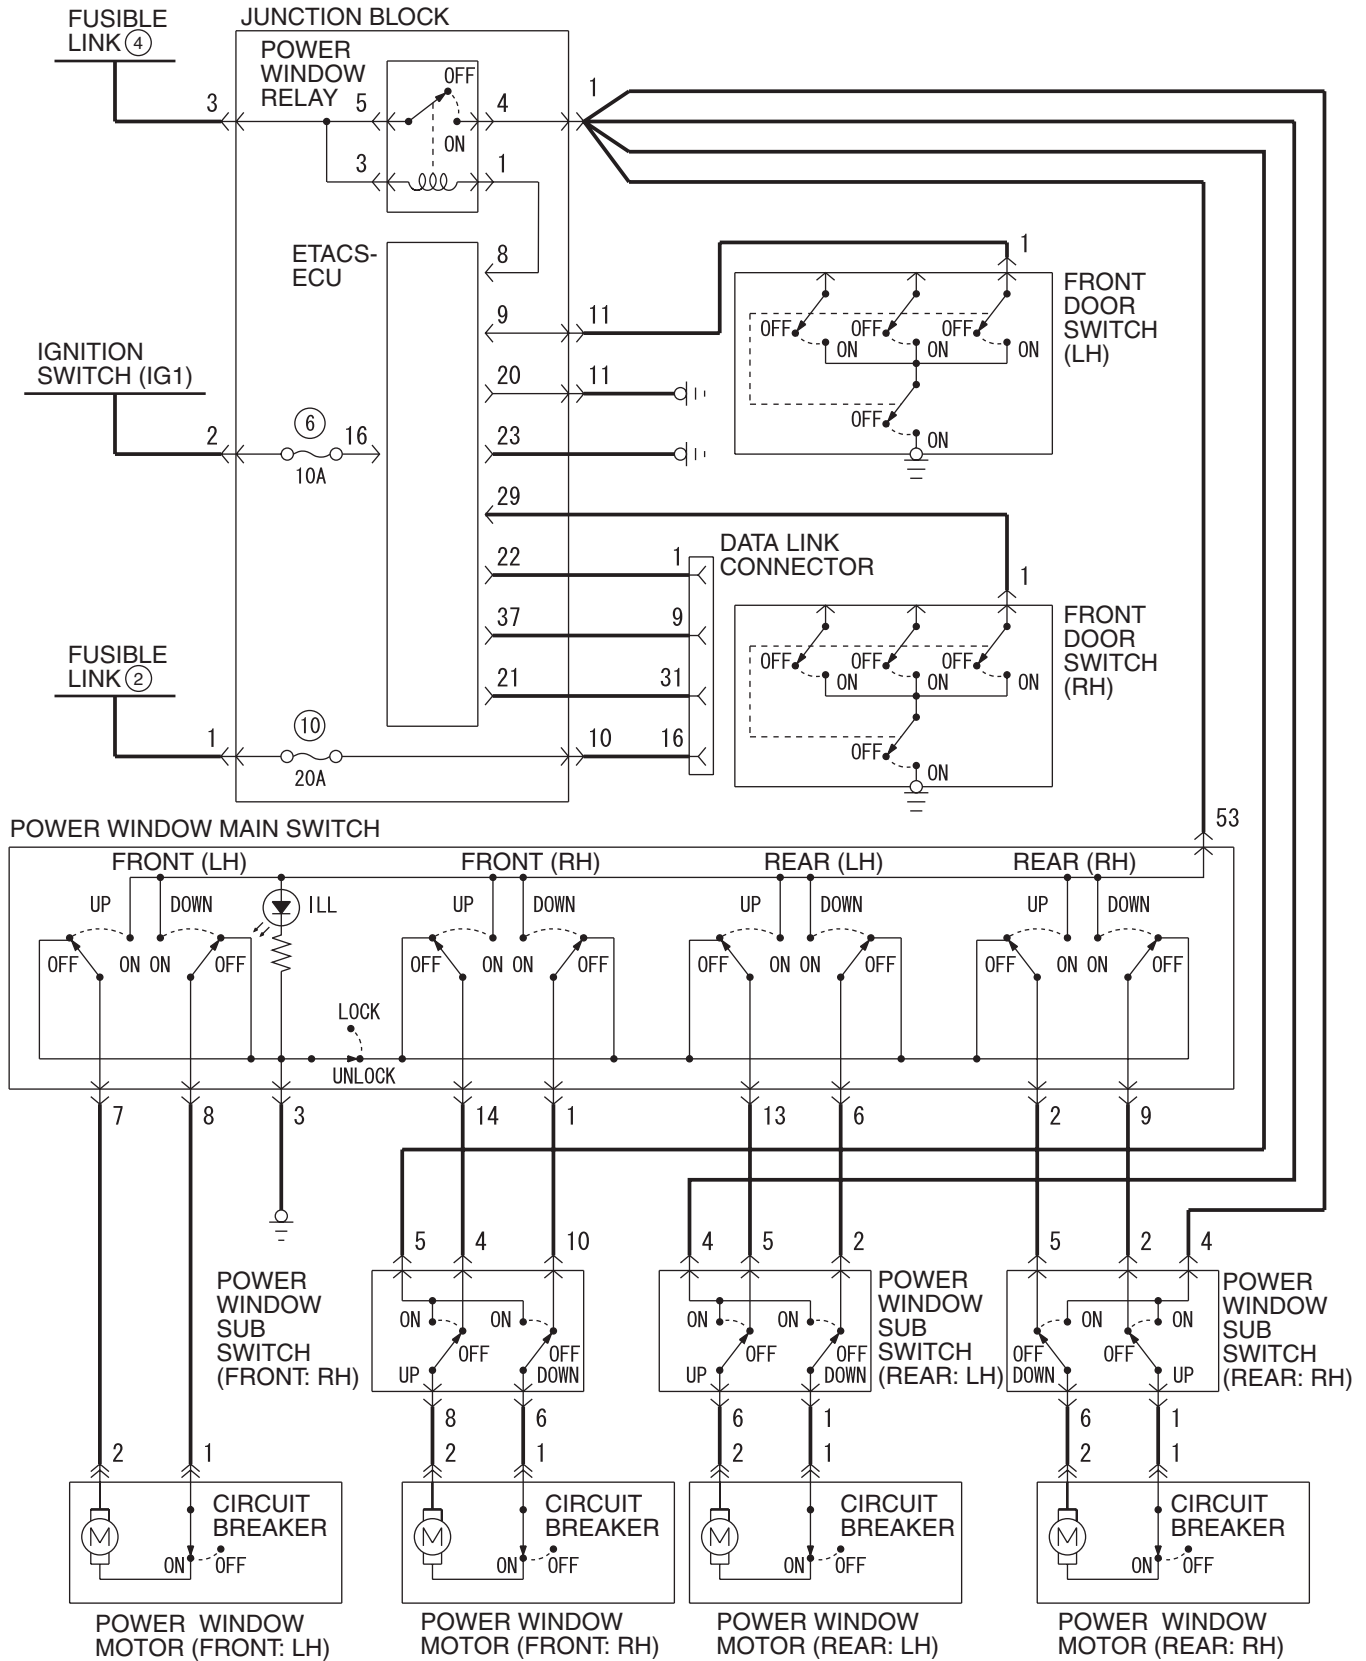 FUSIBLE
LINK ④
JUNCTION BLOCK
POWER
WINDOW
RELAY
OFF
ON
3
5
4
1
3
1
ETACS-
ECU
8
9
11
20
11
23
29
22
37
21
IGNITION
SWITCH (IG1)
2
⑥
10A
16
FUSIBLE
LINK ②
1
⑩
20A
10
1
9
31
16
DATA LINK
CONNECTOR
1
FRONT
DOOR
SWITCH
(LH)
OFF
OFF
OFF
ON
ON
ON
OFF
ON
1
FRONT
DOOR
SWITCH
(RH)
OFF
OFF
OFF
ON
ON
ON
OFF
ON
53
POWER WINDOW MAIN SWITCH
FRONT (LH)
FRONT (RH)
REAR (LH)
REAR (RH)
UP
DOWN
ILL
UP
DOWN
UP
DOWN
UP
DOWN
OFF
ON ON
OFF
OFF
ON ON
OFF
OFF
ON ON
OFF
OFF
ON ON
OFF
LOCK
UNLOCK
7
8
3
14
1
13
6
2
9
5
4
10
4
5
2
5
2
4
POWER
WINDOW
SUB
SWITCH
(FRONT: RH)
ON
ON
OFF
OFF
UP
DOWN
POWER
WINDOW
SUB
SWITCH
(REAR: LH)
ON
ON
OFF
OFF
UP
DOWN
POWER
WINDOW
SUB
SWITCH
(REAR: RH)
ON
ON
OFF
OFF
DOWN
UP
8
6
6
1
6
1
2
1
2
1
2
1
2
1
CIRCUIT
BREAKER
M
ON
OFF
CIRCUIT
BREAKER
M
ON
OFF
CIRCUIT
BREAKER
M
ON
OFF
CIRCUIT
BREAKER
M
ON
OFF
POWER WINDOW
MOTOR (FRONT: LH)
POWER WINDOW
MOTOR (FRONT: RH)
POWER WINDOW
MOTOR (REAR: LH)
POWER WINDOW
MOTOR (REAR: RH)